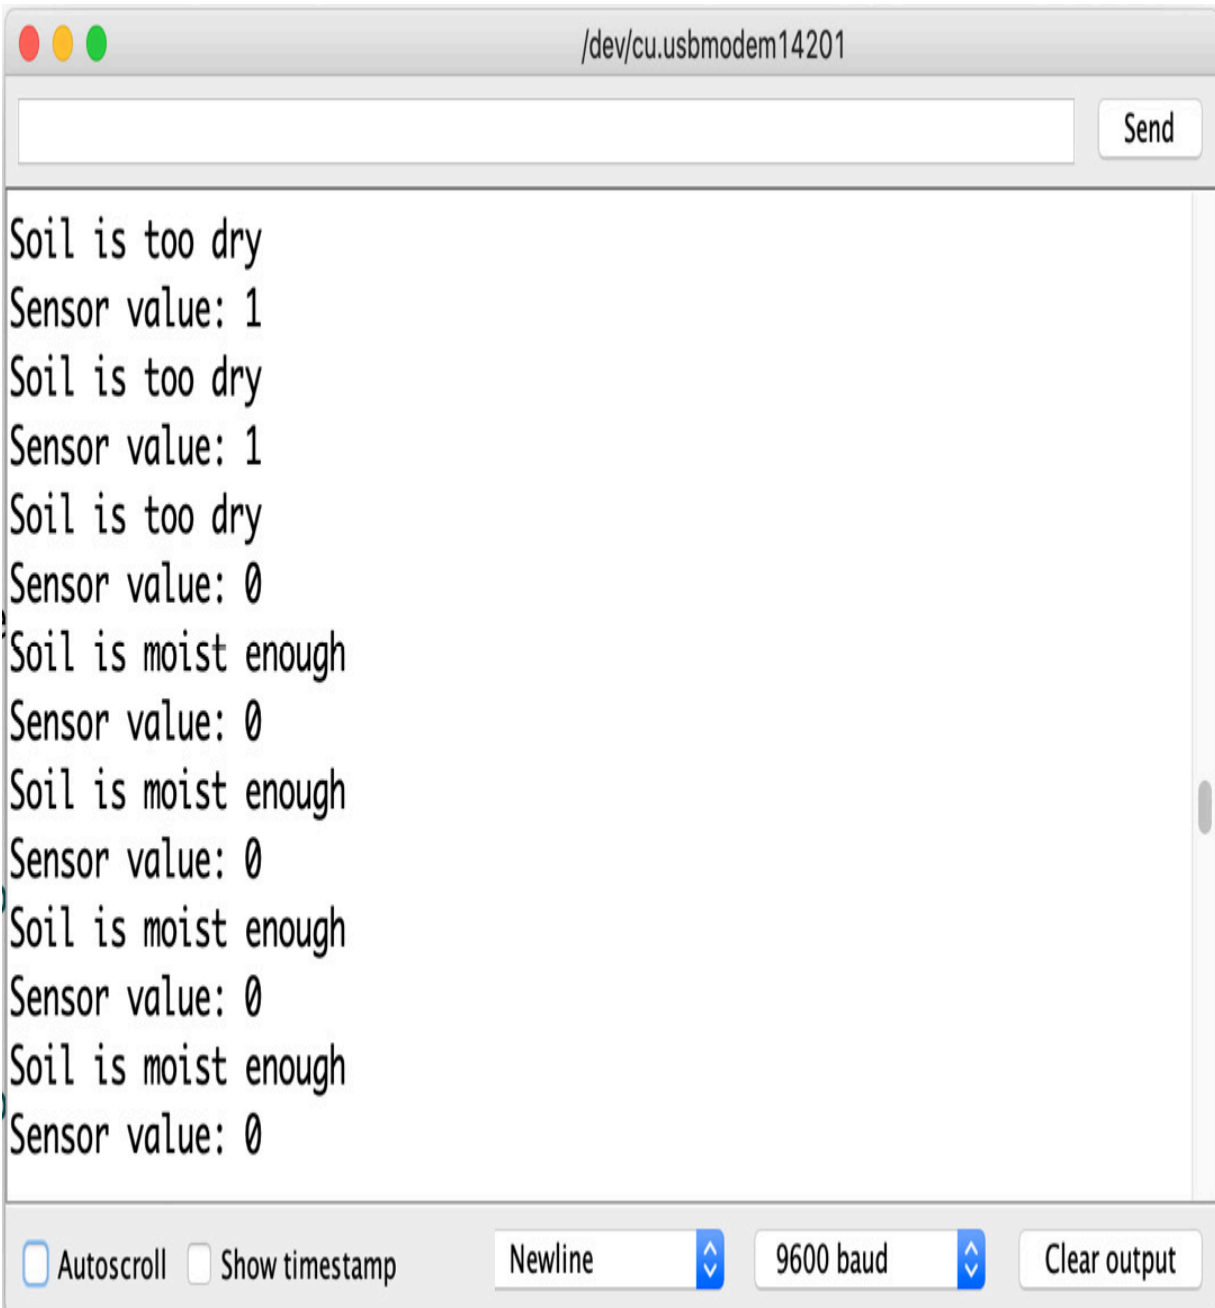 /dev/cu.usbmodem14201
Send
Soil is too dry
Sensor value: 1
Soil is too dry
Sensor value: 1
Soil is too dry
Sensor value: 0
Soil is moist enough
Sensor value: 0
Soil is moist enough
Sensor value: 0
Soil is moist enough
Sensor value: 0
Soil is moist enough
Sensor value: 0
Autoscroll Show timestamp Newline 9600 baud Clear output